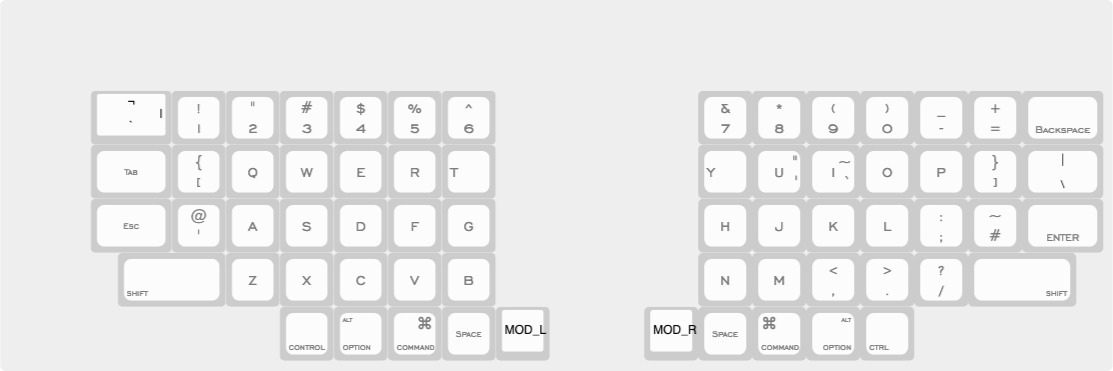 ¬ ! " # $ % ^ & * ( ) _ +
` | 1 2 3 4 5 6 7 8 9 0 - = BACKSPACE
TAB { Q W E R T Y U " I ~ O P } |
[ ' ` ] \
ESC @ A S D F G H J K L : ~ ENTER
' ; #
SHIFT Z X C V B N M < > ? SHIFT
, . /
CONTROL ALT ⌘ SPACE MOD_L MOD_R SPACE ⌘ ALT CTRL
OPTION COMMAND COMMAND OPTION